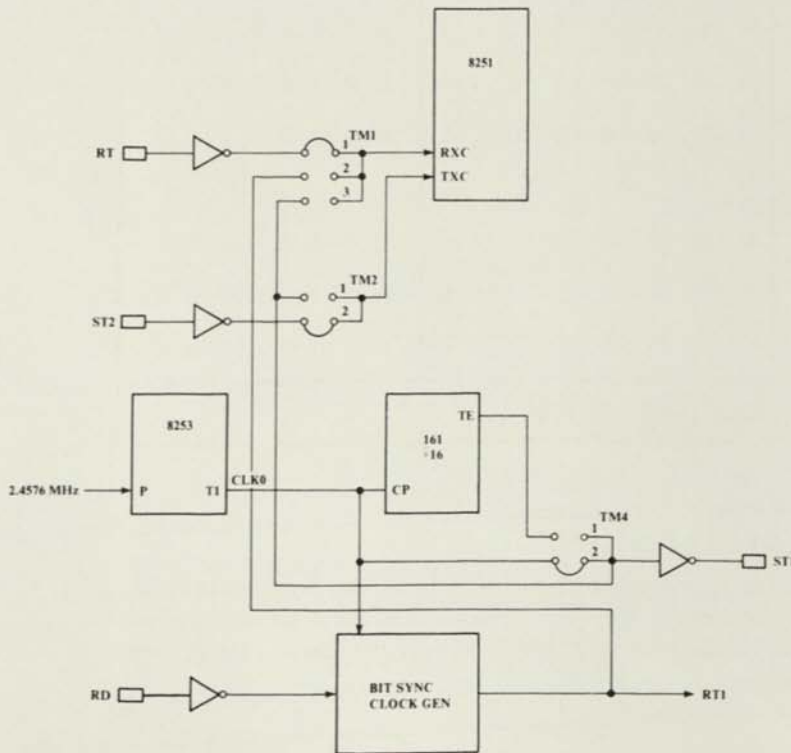 8251
TM1
RT
1
RXC
2
TXC
3
TM2
1
ST2
2
8253
TE
161
÷16
CLK0
2.4576 MHz
P
T1
CP
TM4
1
2
RD
BIT SYNC
CLOCK GEN
RT1